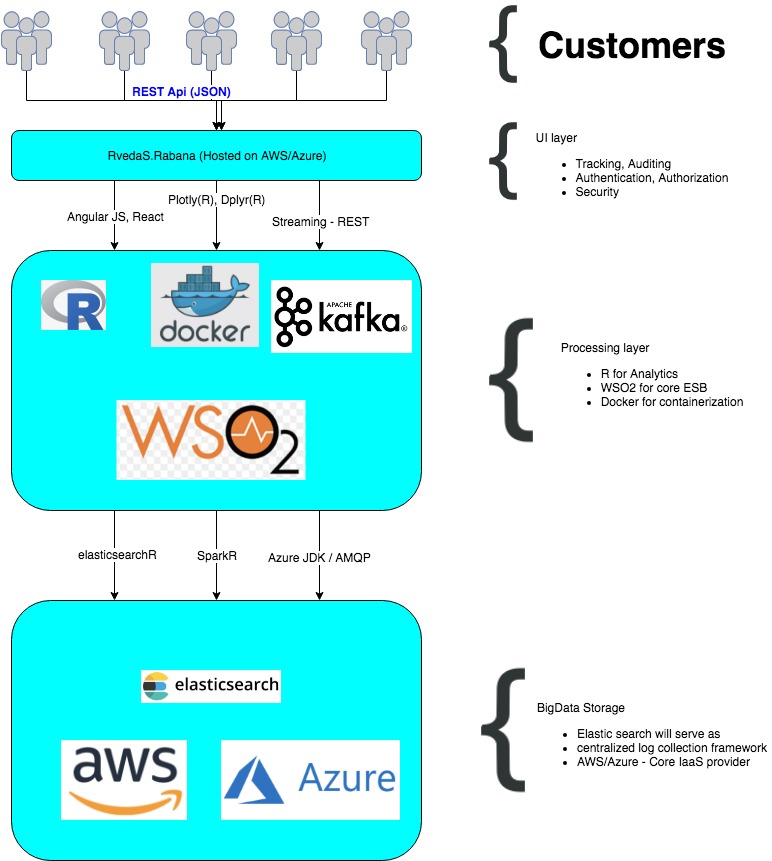 Customers
REST Api (JSON)
RvedaS.Rabana (Hosted on AWS/Azure)
UI layer
Tracking, Auditing
Authentication, Authorization
Security
Angular JS, React
Plotly(R), Dplyr(R)
Streaming - REST
R
docker
APACHE
kafka®
WSO2
Processing layer
R for Analytics
WSO2 for core ESB
Docker for containerization
elasticsearchR
SparkR
Azure JDK / AMQP
elasticsearch
aws
Azure
BigData Storage
Elastic search will serve as
centralized log collection framework
AWS/Azure - Core IaaS provider